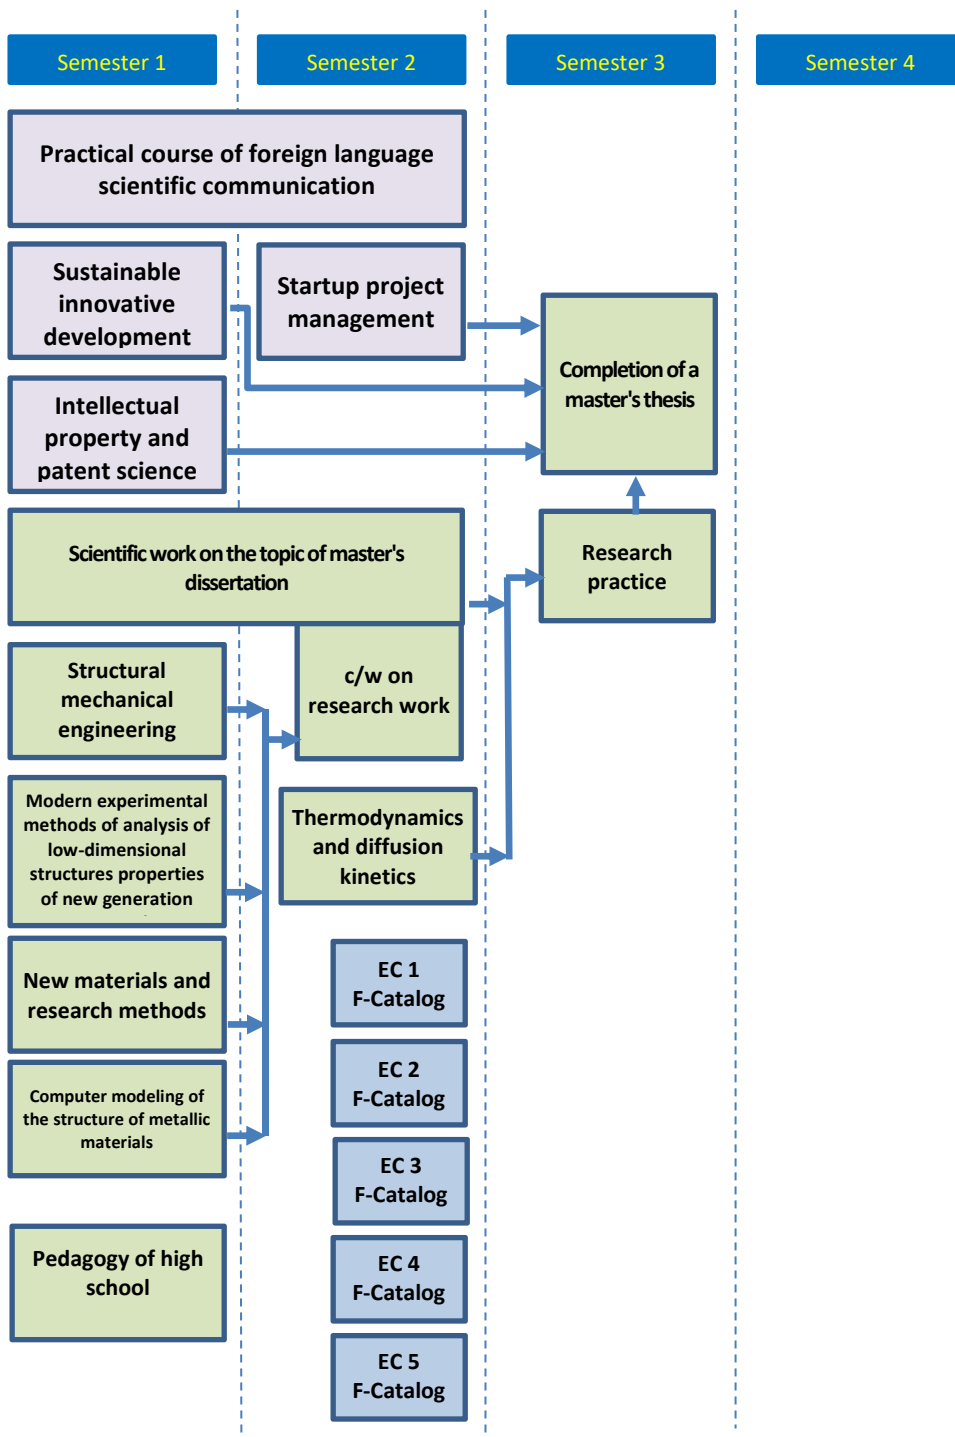 Semester 1
Semester 2
Semester 3
Semester 4
Practical course of foreign language
scientific communication
Sustainable
innovative
development
Startup project
management
Completion of a
master's thesis
Intellectual
property and
patent science
Scientific work on the topic of master's
dissertation
Research
practice
Structural
mechanical
engineering
c/w on
research work
Modern experimental
methods of analysis of
low-dimensional
structures properties
of new generation
Thermodynamics
and diffusion
kinetics
New materials and
research methods
EC 1
F-Catalog
Computer modeling of
the structure of metallic
materials
EC 2
F-Catalog
EC 3
F-Catalog
Pedagogy of high
school
EC 4
F-Catalog
EC 5
F-Catalog